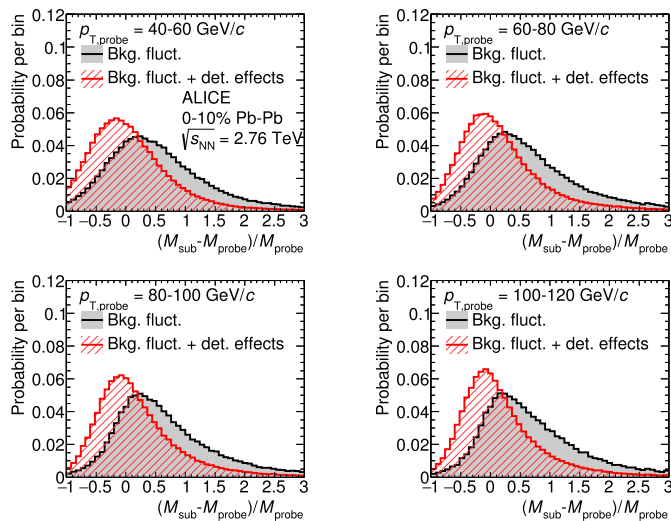 Probability per bin
0.12
0.1
0.08
0.06
0.04
0.02
0
p_T,probe = 40-60 GeV/c
Bkg. fluct.
Bkg. fluct. + det. effects
ALICE
0-10% Pb-Pb
√s_NN = 2.76 TeV
−1 −0.5 0 0.5 1 1.5 2 2.5 3
(M_sub-M_probe)/M_probe
Probability per bin
0.12
0.1
0.08
0.06
0.04
0.02
0
p_T,probe = 60-80 GeV/c
Bkg. fluct.
Bkg. fluct. + det. effects
−1 −0.5 0 0.5 1 1.5 2 2.5 3
(M_sub-M_probe)/M_probe
Probability per bin
0.12
0.1
0.08
0.06
0.04
0.02
0
p_T,probe = 80-100 GeV/c
Bkg. fluct.
Bkg. fluct. + det. effects
−1 −0.5 0 0.5 1 1.5 2 2.5 3
(M_sub-M_probe)/M_probe
Probability per bin
0.12
0.1
0.08
0.06
0.04
0.02
0
p_T,probe = 100-120 GeV/c
Bkg. fluct.
Bkg. fluct. + det. effects
−1 −0.5 0 0.5 1 1.5 2 2.5 3
(M_sub-M_probe)/M_probe